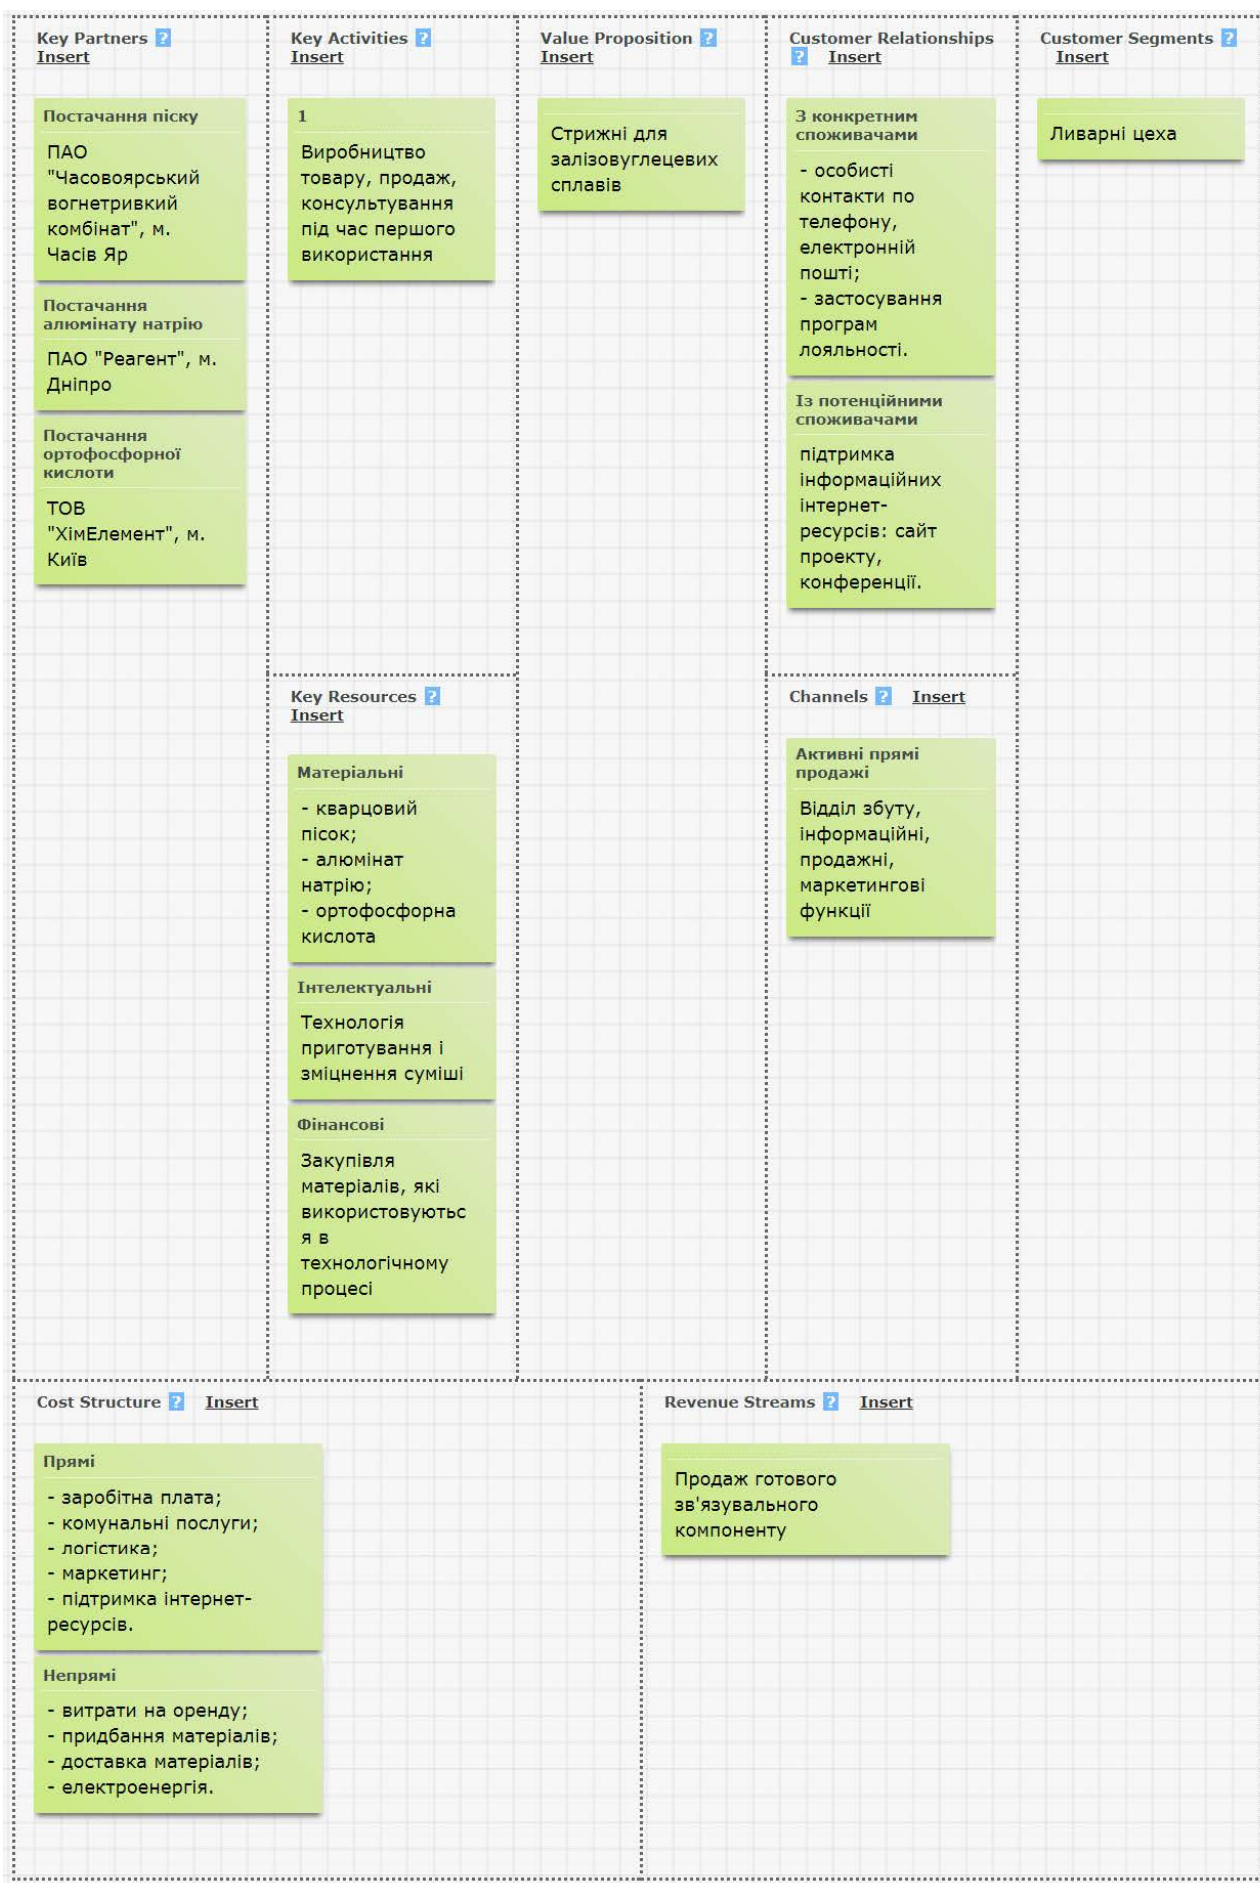 Key Partners ?
Insert
Постачання піску
ПАО
"Часовоярський
вогнетривкий
комбінат", м.
Часів Яр
Постачання
алюмінату натрію
ПАО "Реагент", м.
Дніпро
Постачання
ортофосфорної
кислоти
ТОВ
"ХімЕлемент", м.
Київ
Key Activities ?
Insert
1
Виробництво
товару, продаж,
консультування
під час першого
використання
Key Resources ?
Insert
Матеріальні
- кварцовий
пісок;
- алюмінат
натрію;
- ортофосфорна
кислота
Інтелектуальні
Технологія
приготування і
зміцнення суміші
Фінансові
Закупівля
матеріалів, які
використовуютьс
я в
технологічному
процесі
Value Proposition ?
Insert
Стрижні для
залізовуглецевих
сплавів
Customer Relationships
? Insert
З конкретним
споживачами
- особисті
контакти по
телефону,
електронній
пошті;
- застосування
програм
лояльності.
Із потенційними
споживачами
підтримка
інформаційних
інтернет-
ресурсів: сайт
проекту,
конференції.
Channels ? Insert
Активні прямі
продажі
Відділ збуту,
інформаційні,
продажні,
маркетингові
функції
Customer Segments ?
Insert
Ливарні цеха
Cost Structure ? Insert
Прямі
- заробітна плата;
- комунальні послуги;
- логістика;
- маркетинг;
- підтримка інтернет-
ресурсів.
Непрямі
- витрати на оренду;
- придбання матеріалів;
- доставка матеріалів;
- електроенергія.
Revenue Streams ? Insert
Продаж готового
зв'язувального
компоненту